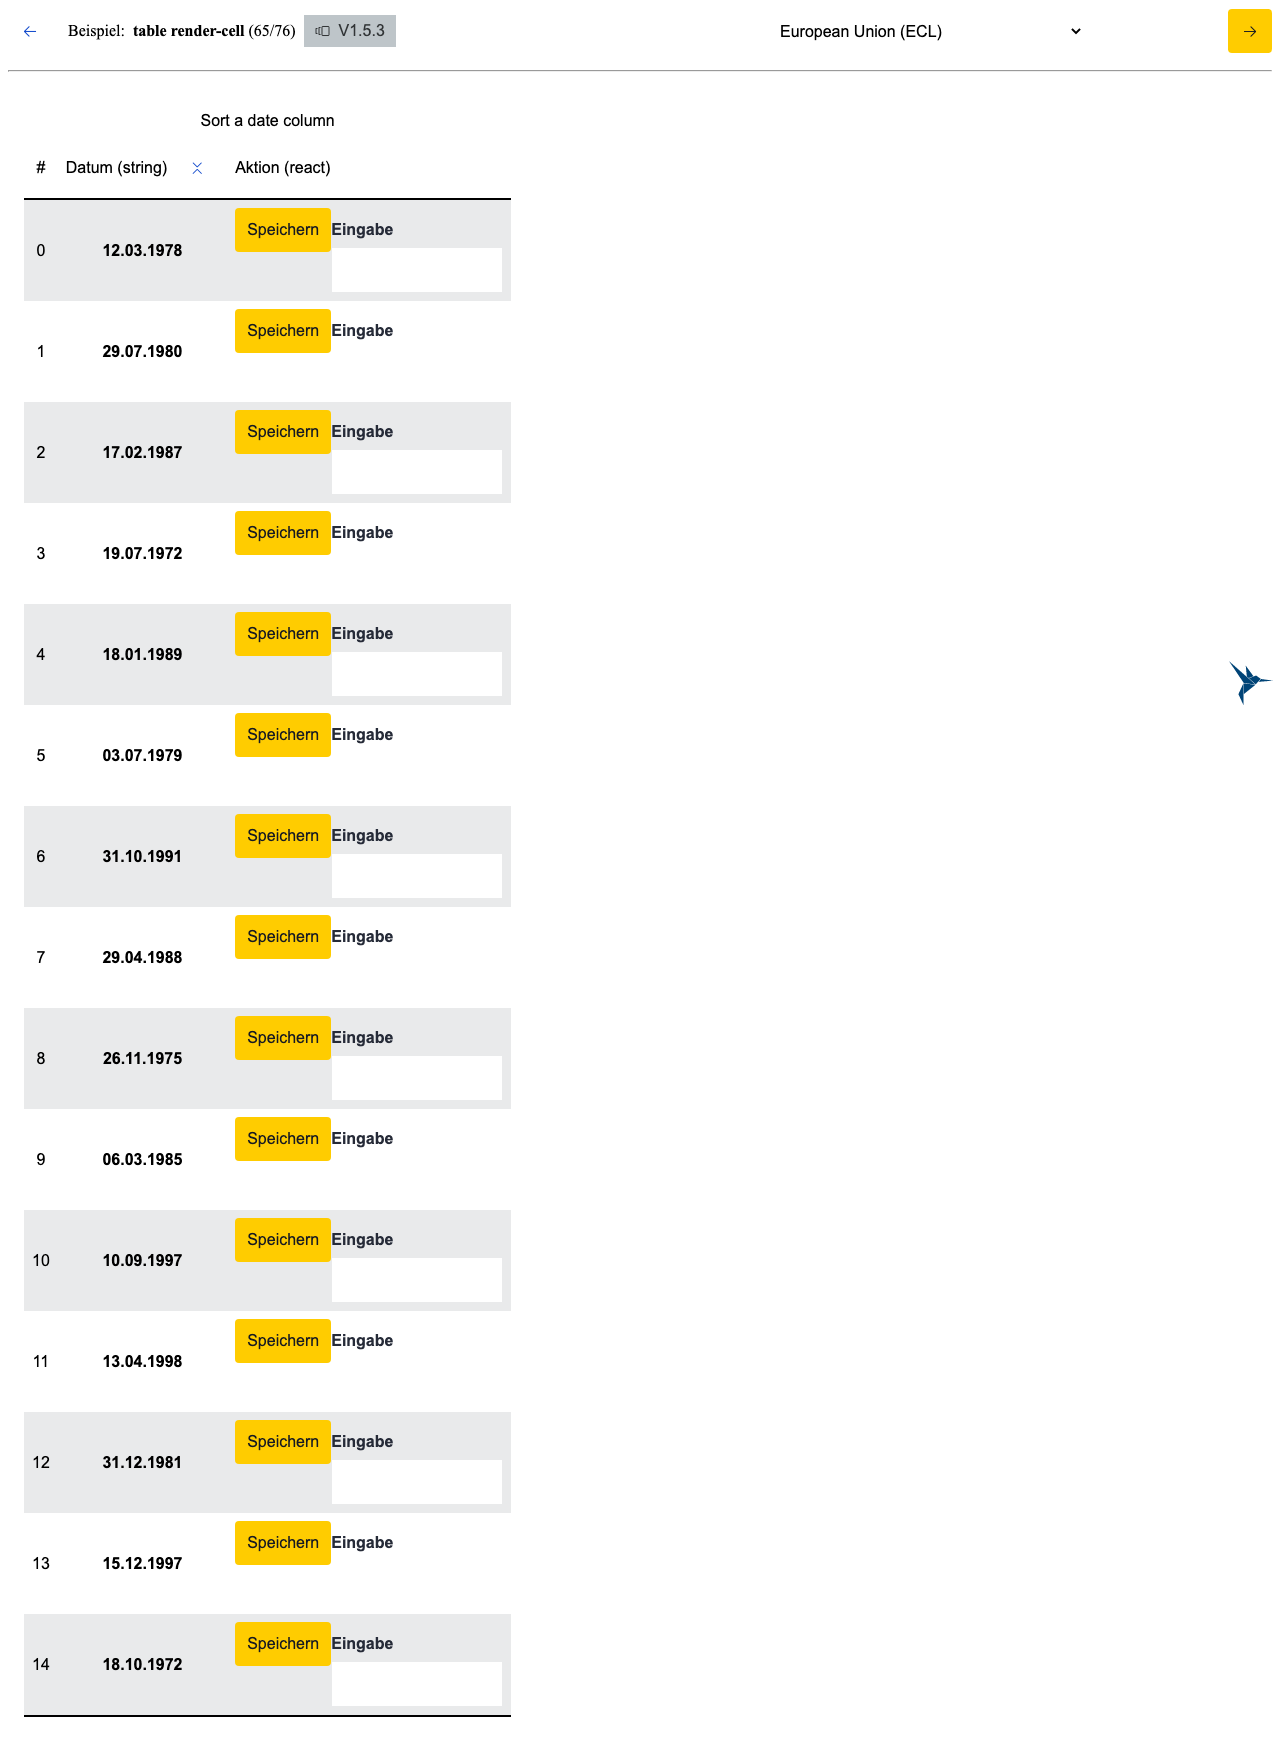 Beispiel: table render-cell (65/76) V1.5.3 European Union (ECL)
Sort a date column
# Datum (string) Aktion (react)
Speichern Eingabe
0 12.03.1978
Speichern Eingabe
1 29.07.1980
Speichern Eingabe
2 17.02.1987
Speichern Eingabe
3 19.07.1972
Speichern Eingabe
4 18.01.1989
Speichern Eingabe
5 03.07.1979
Speichern Eingabe
6 31.10.1991
Speichern Eingabe
7 29.04.1988
Speichern Eingabe
8 26.11.1975
Speichern Eingabe
9 06.03.1985
Speichern Eingabe
10 10.09.1997
Speichern Eingabe
11 13.04.1998
Speichern Eingabe
12 31.12.1981
Speichern Eingabe
13 15.12.1997
Speichern Eingabe
14 18.10.1972